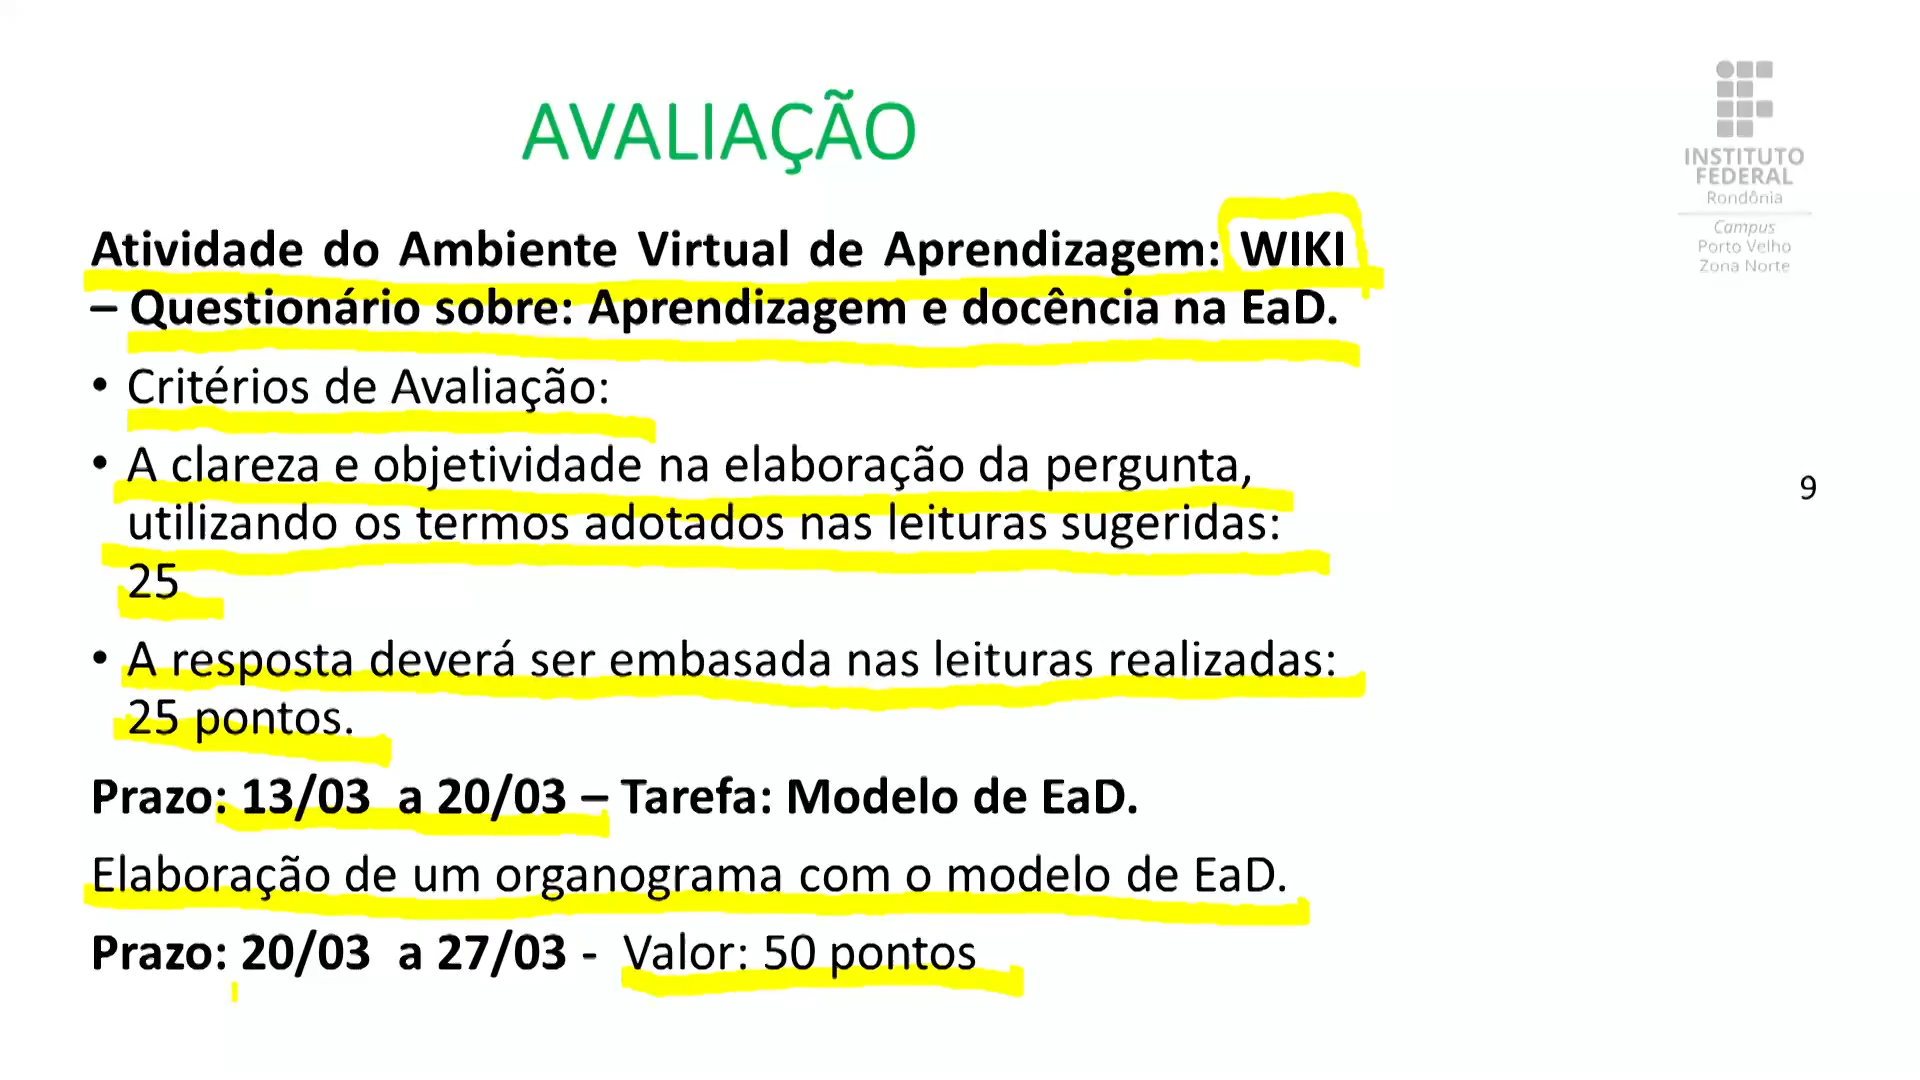 AVALIAÇÃO
INSTITUTO
FEDERAL
Rondônia
Campus
Porto Velho
Zona Norte
Atividade do Ambiente Virtual de Aprendizagem: WIKI
– Questionário sobre: Aprendizagem e docência na EaD.
• Critérios de Avaliação:
• A clareza e objetividade na elaboração da pergunta,
utilizando os termos adotados nas leituras sugeridas:
25
• A resposta deverá ser embasada nas leituras realizadas:
25 pontos.
Prazo: 13/03 a 20/03 – Tarefa: Modelo de EaD.
Elaboração de um organograma com o modelo de EaD.
Prazo: 20/03 a 27/03 - Valor: 50 pontos
9